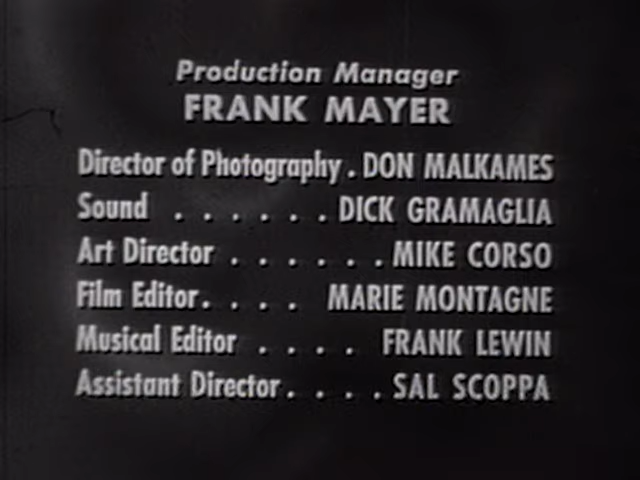 Production Manager
FRANK MAYER
Director of Photography . DON MALKAMES
Sound . . . . . . DICK GRAMAGLIA
Art Director . . . . . . MIKE CORSO
Film Editor. . . . MARIE MONTAGNE
Musical Editor . . . . FRANK LEWIN
Assistant Director. . . . SAL SCOPPA